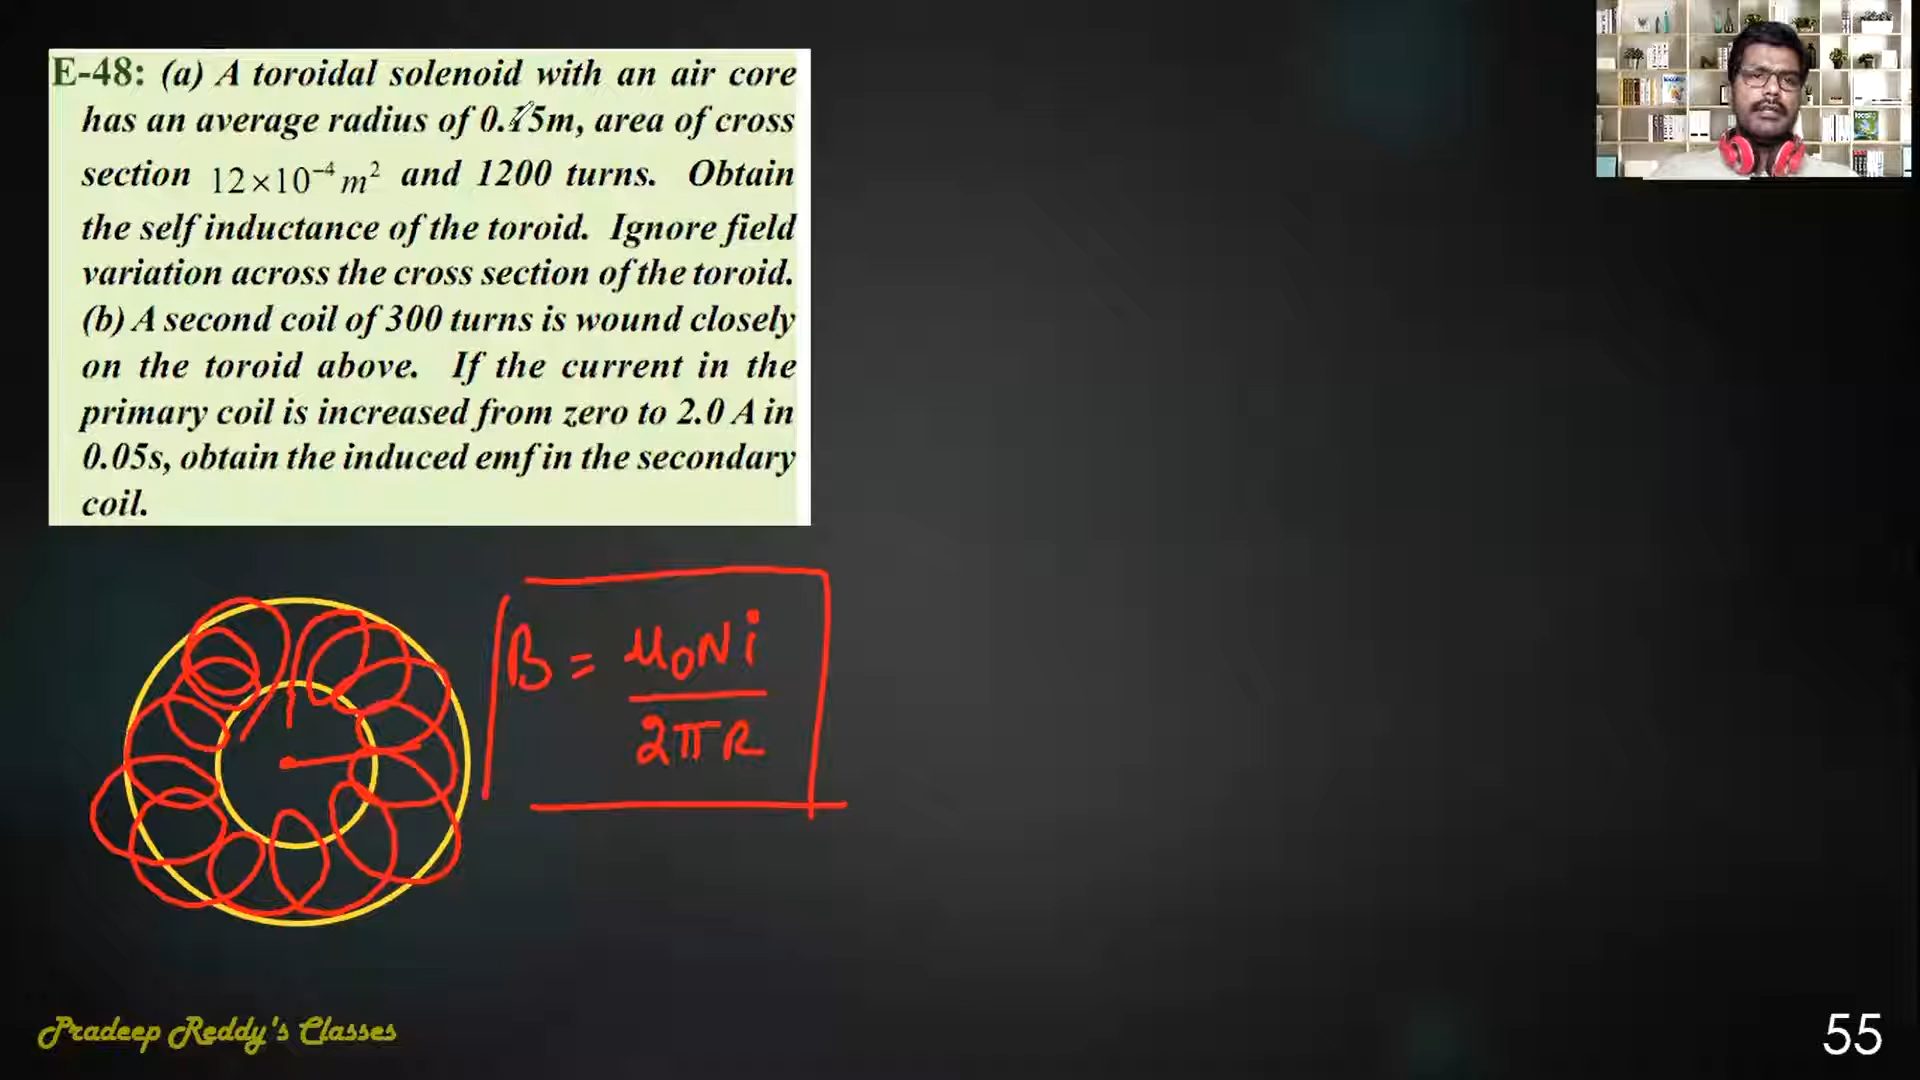 E-48: (a) A toroidal solenoid with an air core
has an average radius of 0.15m, area of cross
section 12×10⁻⁴ m² and 1200 turns. Obtain
the self inductance of the toroid. Ignore field
variation across the cross section of the toroid.
(b) A second coil of 300 turns is wound closely
on the toroid above. If the current in the
primary coil is increased from zero to 2.0 A in
0.05s, obtain the induced emf in the secondary
coil.
B = μ₀Ni
2πR
Pradeep Reddy's Classes
55